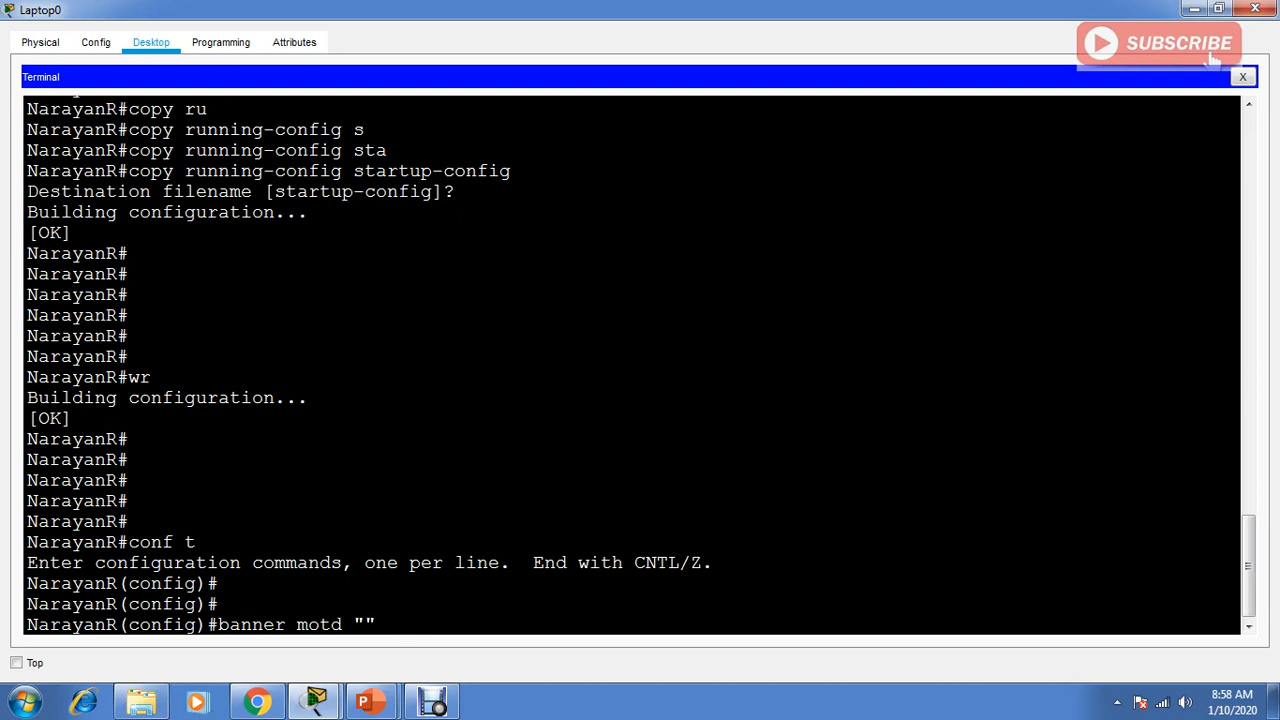 Laptop0
Physical Config Desktop Programming Attributes
SUBSCRIBE
Terminal
X
NarayanR#copy ru
NarayanR#copy running-config s
NarayanR#copy running-config sta
NarayanR#copy running-config startup-config
Destination filename [startup-config]?
Building configuration...
[OK]
NarayanR#
NarayanR#
NarayanR#
NarayanR#
NarayanR#
NarayanR#
NarayanR#wr
Building configuration...
[OK]
NarayanR#
NarayanR#
NarayanR#
NarayanR#
NarayanR#
NarayanR#conf t
Enter configuration commands, one per line.  End with CNTL/Z.
NarayanR(config)#
NarayanR(config)#
NarayanR(config)#banner motd ""
Top
8:58 AM
1/10/2020